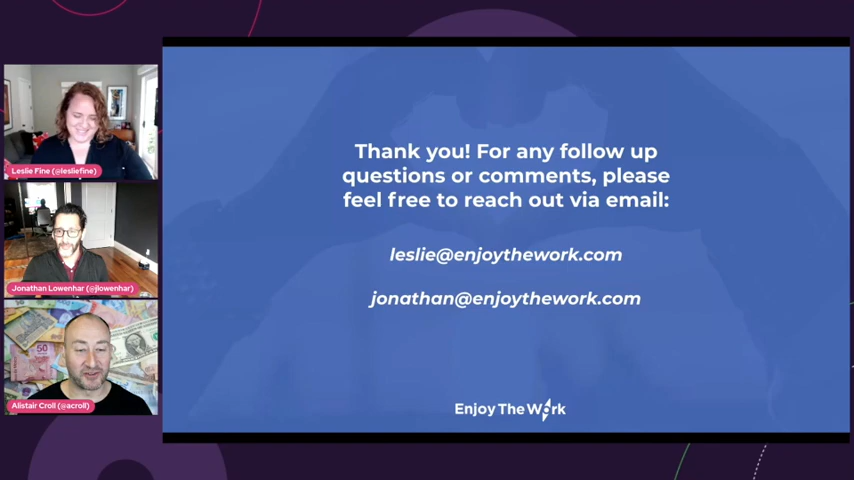 Thank you! For any follow up
questions or comments, please
feel free to reach out via email:
leslie@enjoythework.com
jonathan@enjoythework.com
Enjoy The Work
Leslie Fine (@lesliefine)
Jonathan Lowenhar (@jlowenhar)
Alistair Croll (@acroll)
50